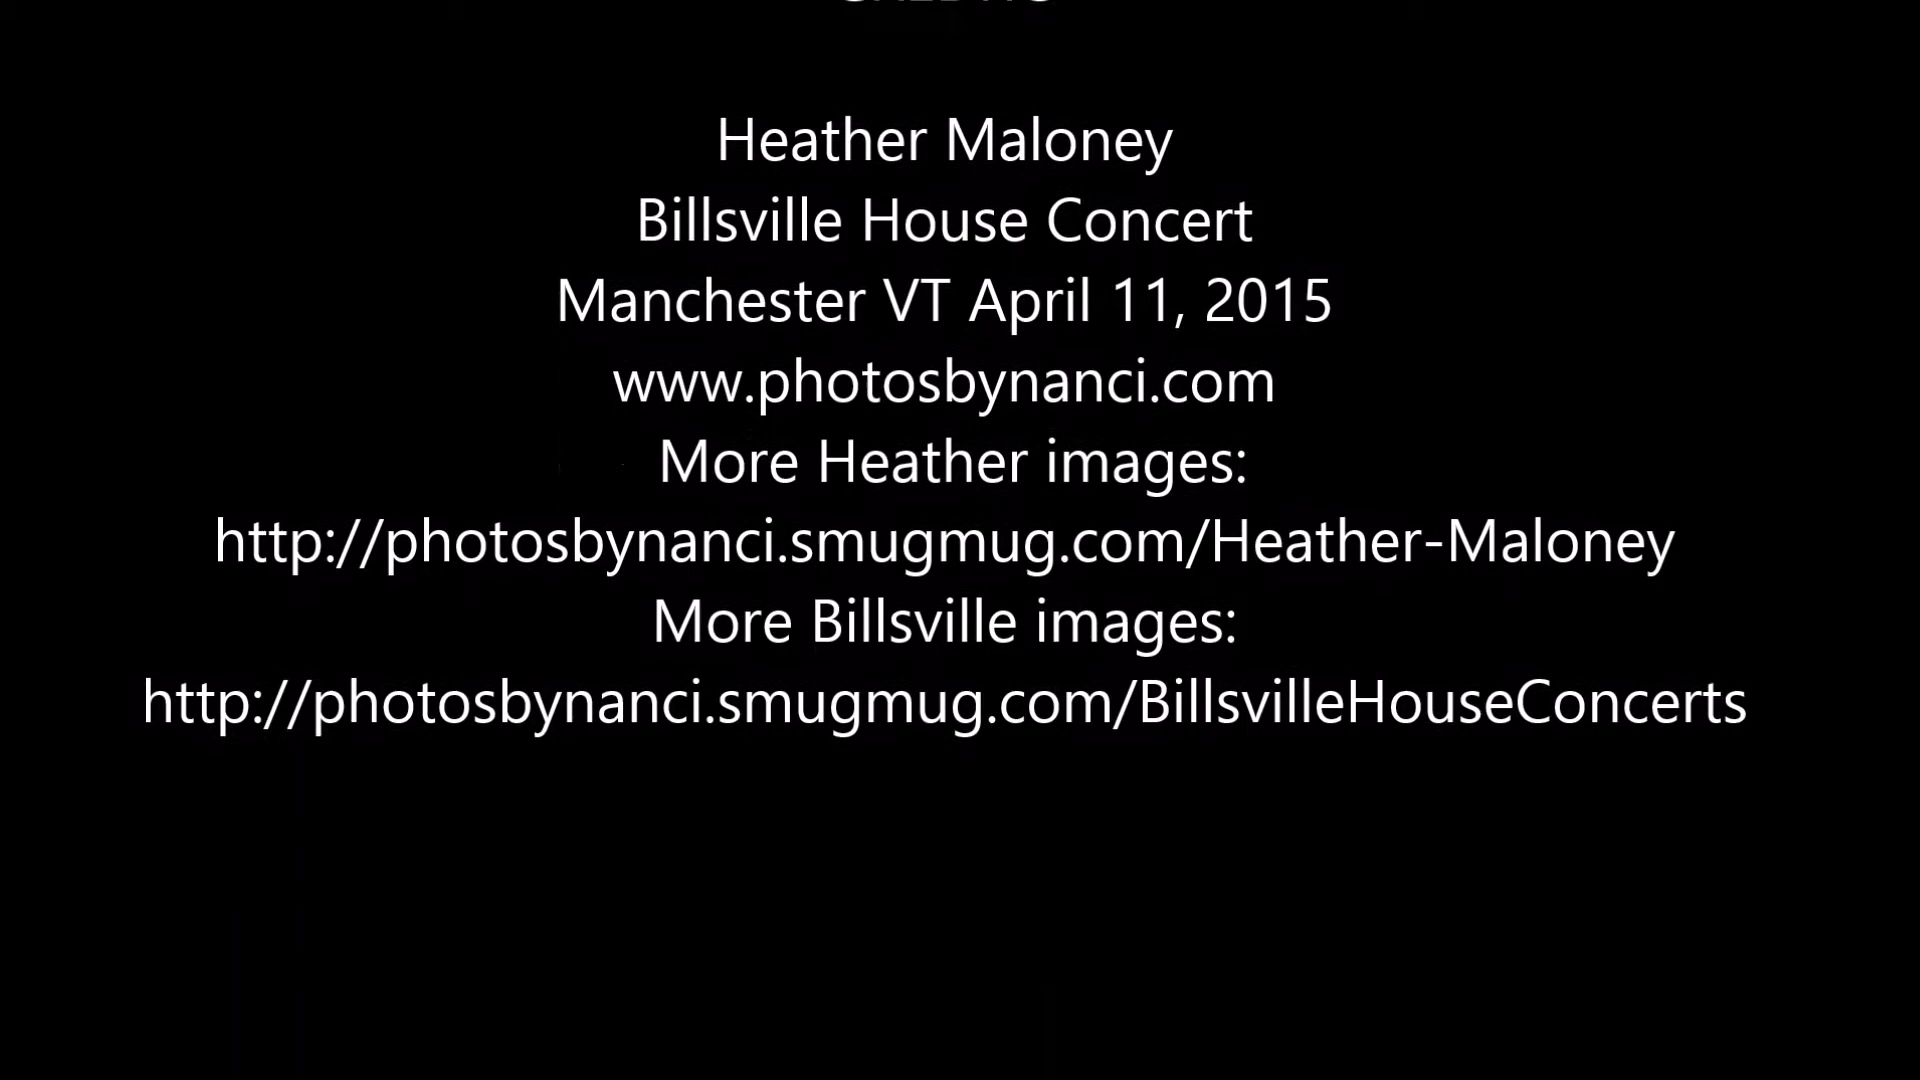 Heather Maloney
Billsville House Concert
Manchester VT April 11, 2015
www.photosbynanci.com
More Heather images:
http://photosbynanci.smugmug.com/Heather-Maloney
More Billsville images:
http://photosbynanci.smugmug.com/BillsvilleHouseConcerts